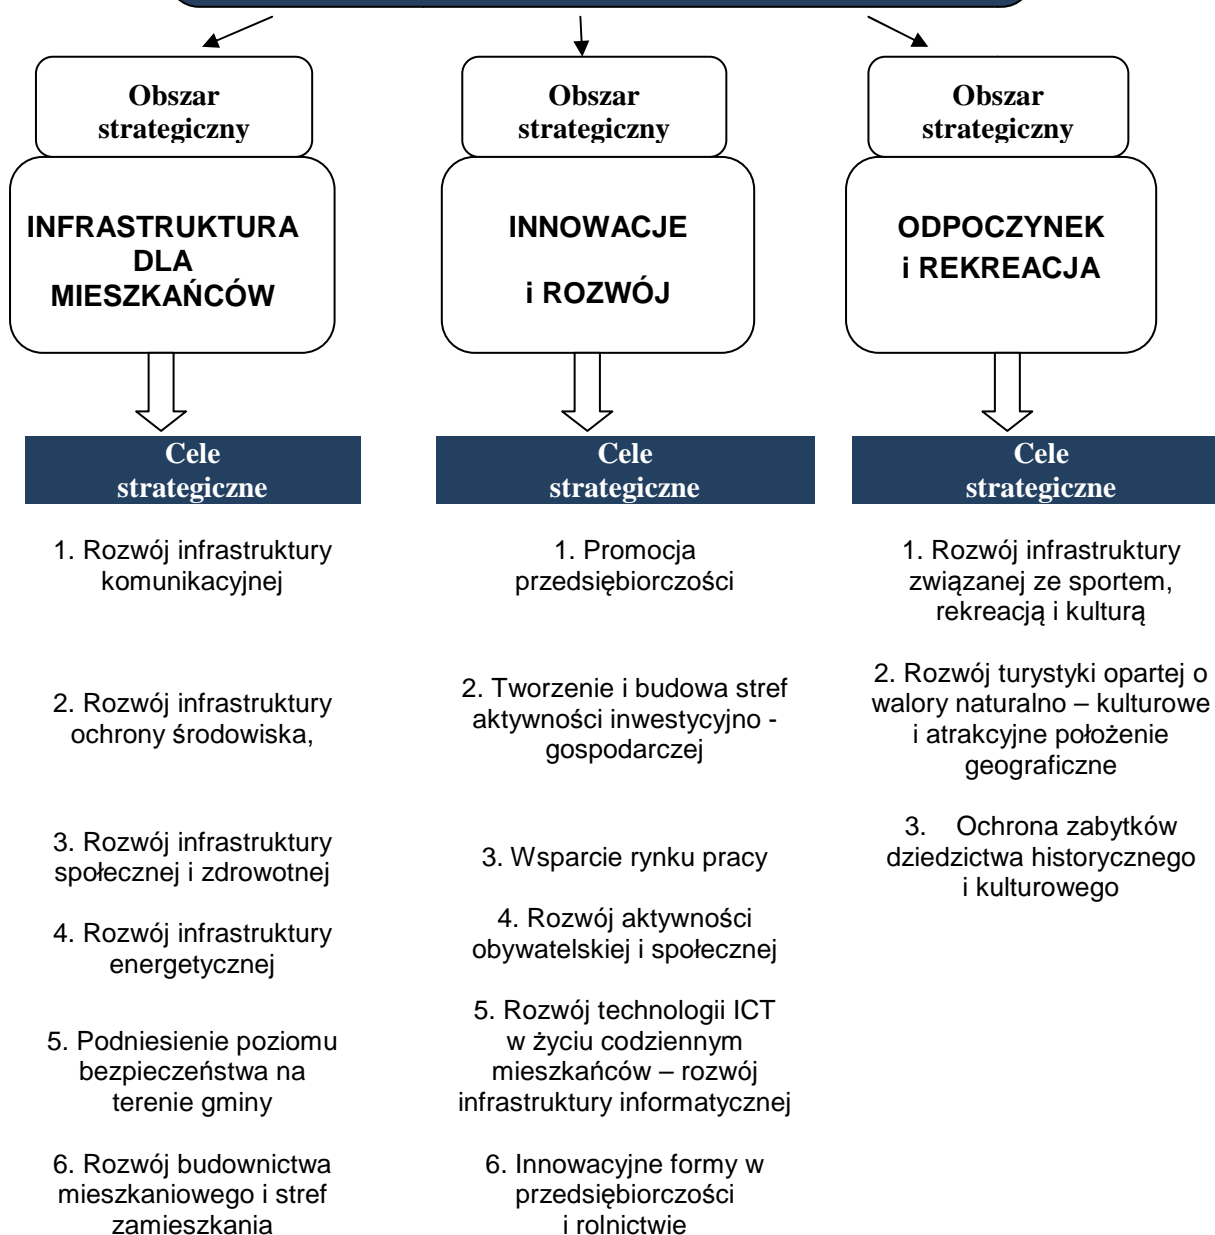 Obszar
strategiczny
INFRASTRUKTURA
DLA
MIESZKAŃCÓW
Cele
strategiczne
1. Rozwój infrastruktury
komunikacyjnej
2. Rozwój infrastruktury
ochrony środowiska,
3. Rozwój infrastruktury
społecznej i zdrowotnej
4. Rozwój infrastruktury
energetycznej
5. Podniesienie poziomu
bezpieczeństwa na
terenie gminy
6. Rozwój budownictwa
mieszkaniowego i stref
zamieszkania
Obszar
strategiczny
INNOWACJE
i ROZWÓJ
Cele
strategiczne
1. Promocja
przedsiębiorczości
2. Tworzenie i budowa stref
aktywności inwestycyjno -
gospodarczej
3. Wsparcie rynku pracy
4. Rozwój aktywności
obywatelskiej i społecznej
5. Rozwój technologii ICT
w życiu codziennym
mieszkańców – rozwój
infrastruktury informatycznej
6. Innowacyjne formy w
przedsiębiorczości
i rolnictwie
Obszar
strategiczny
ODPOCZYNEK
i REKREACJA
Cele
strategiczne
1. Rozwój infrastruktury
związanej ze sportem,
rekreacją i kulturą
2. Rozwój turystyki opartej o
walory naturalno – kulturowe
i atrakcyjne położenie
geograficzne
3. Ochrona zabytków
dziedzictwa historycznego
i kulturowego